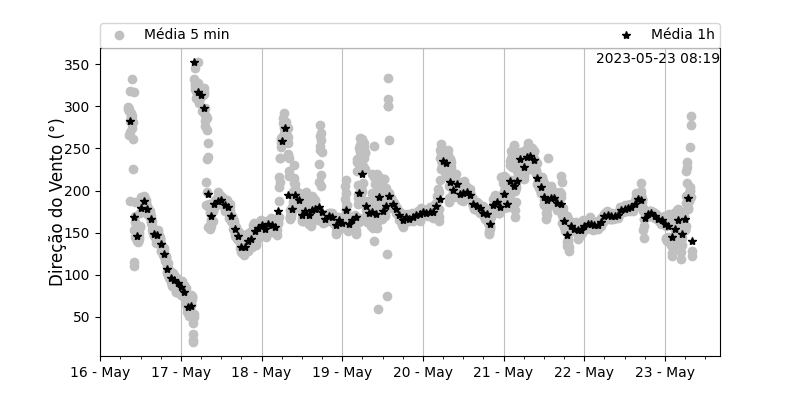 Média 5 min
Média 1h
2023-05-23 08:19
Direção do Vento (°)
350
300
250
200
150
100
50
16 - May
17 - May
18 - May
19 - May
20 - May
21 - May
22 - May
23 - May